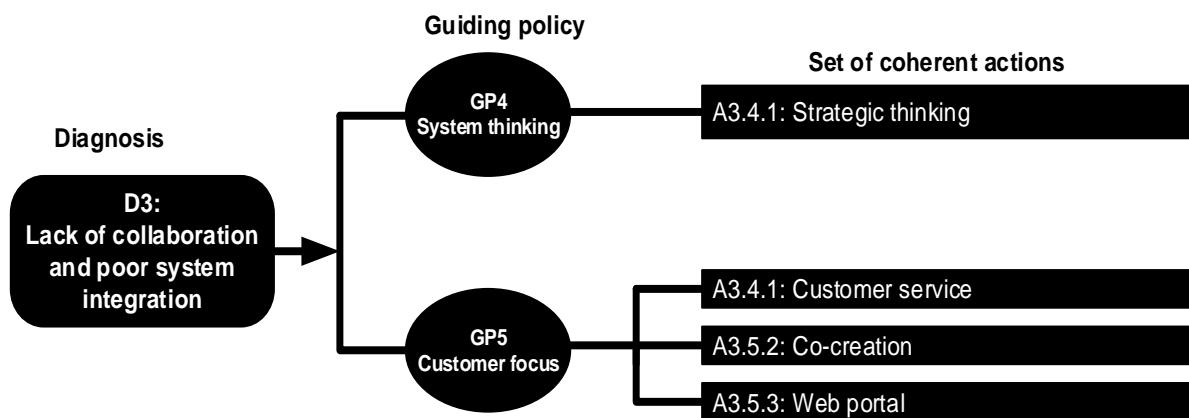 Guiding policy
Set of coherent actions
GP4
System thinking
A3.4.1: Strategic thinking
Diagnosis
D3:
Lack of collaboration
and poor system
integration
A3.4.1: Customer service
GP5
Customer focus
A3.5.2: Co-creation
A3.5.3: Web portal